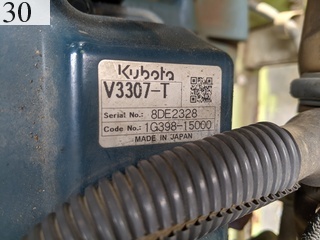 30
Kubota
V3307-T
Serial No.: 8DE2328
Code No.: 1G398-15000
MADE IN JAPAN